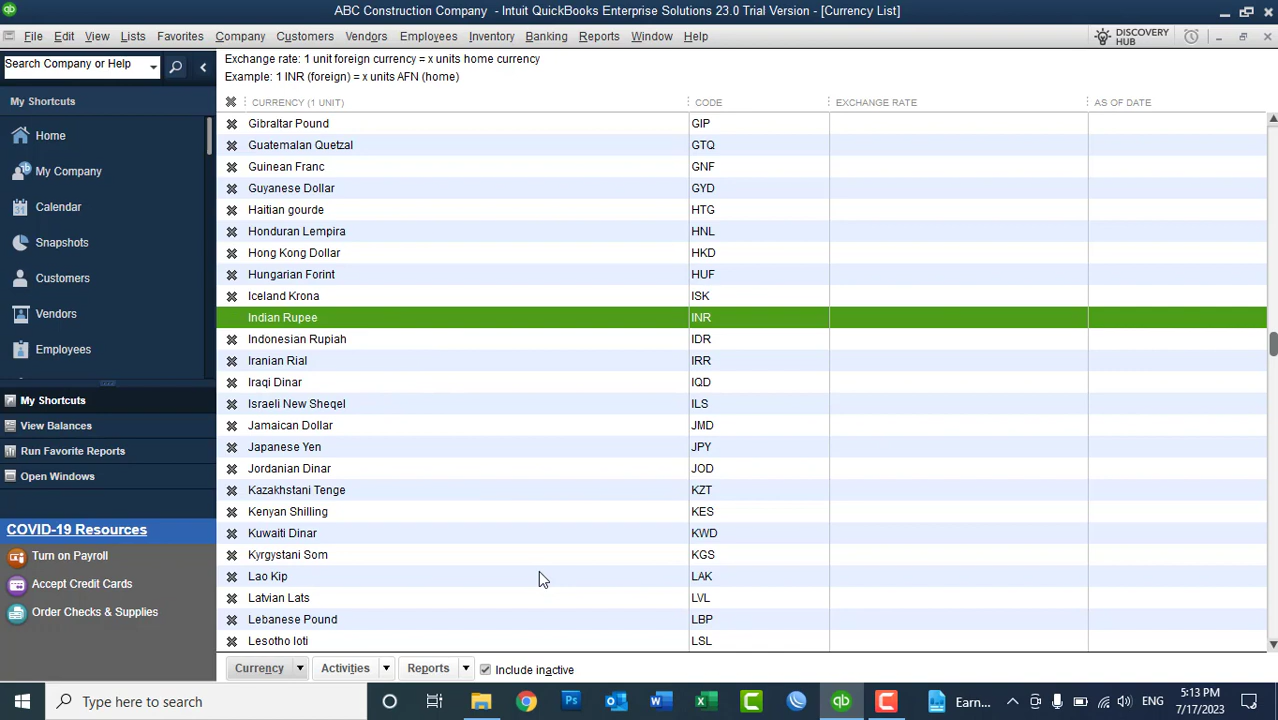 ABC Construction Company - Intuit QuickBooks Enterprise Solutions 23.0 Trial Version - [Currency List]
File Edit View Lists Favorites Company Customers Vendors Employees Inventory Banking Reports Window Help
DISCOVERY HUB
Search Company or Help
My Shortcuts
Home
My Company
Calendar
Snapshots
Customers
Vendors
Employees
My Shortcuts
View Balances
Run Favorite Reports
Open Windows
COVID-19 Resources
Turn on Payroll
Accept Credit Cards
Order Checks & Supplies
Exchange rate: 1 unit foreign currency = x units home currency
Example: 1 INR (foreign) = x units AFN (home)
CURRENCY (1 UNIT) CODE EXCHANGE RATE AS OF DATE
Gibraltar Pound GIP
Guatemalan Quetzal GTQ
Guinean Franc GNF
Guyanese Dollar GYD
Haitian gourde HTG
Honduran Lempira HNL
Hong Kong Dollar HKD
Hungarian Forint HUF
Iceland Krona ISK
Indian Rupee INR
Indonesian Rupiah IDR
Iranian Rial IRR
Iraqi Dinar IQD
Israeli New Sheqel ILS
Jamaican Dollar JMD
Japanese Yen JPY
Jordanian Dinar JOD
Kazakhstani Tenge KZT
Kenyan Shilling KES
Kuwaiti Dinar KWD
Kyrgystani Som KGS
Lao Kip LAK
Latvian Lats LVL
Lebanese Pound LBP
Lesotho loti LSL
Currency Activities Reports Include inactive
Type here to search
Earn...
ENG
5:13 PM
7/17/2023